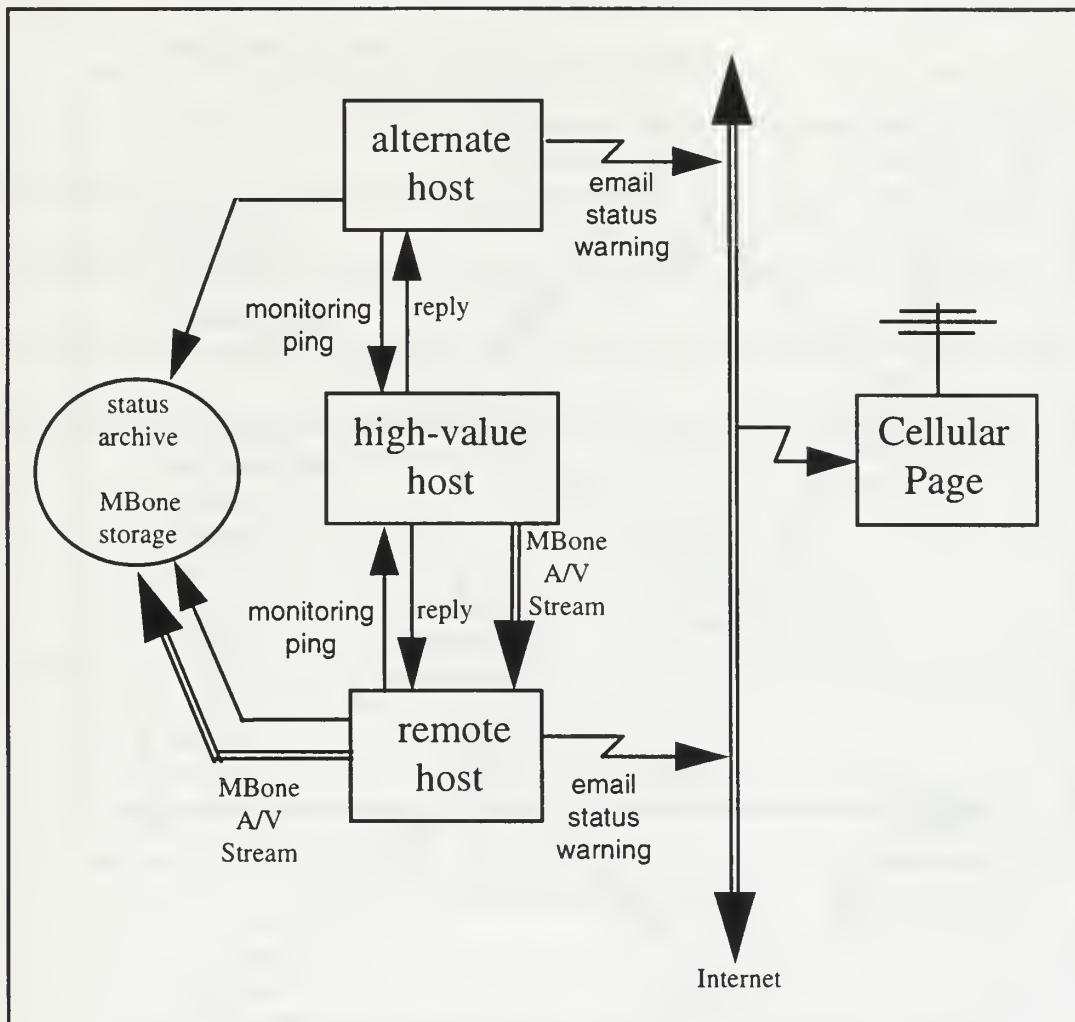 alternate
host
email
status
warning
monitoring
ping
reply
status
archive
MBone
storage
high-value
host
Cellular
Page
MBone
A/V
Stream
monitoring
ping
reply
remote
host
MBone
A/V
Stream
email
status
warning
Internet